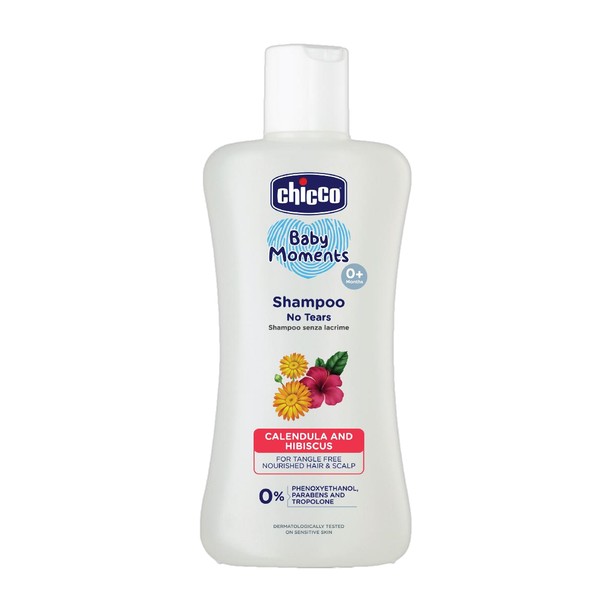 chicco
Baby
Moments
0+
Months
Shampoo
No Tears
Shampoo senza lacrime
CALENDULA AND
HIBISCUS
FOR TANGLE FREE
NOURISHED HAIR & SCALP
0%
PHENOXYETHANOL,
PARABENS AND
TROPOLONE
DERMATOLOGICALLY TESTED
ON SENSITIVE SKIN